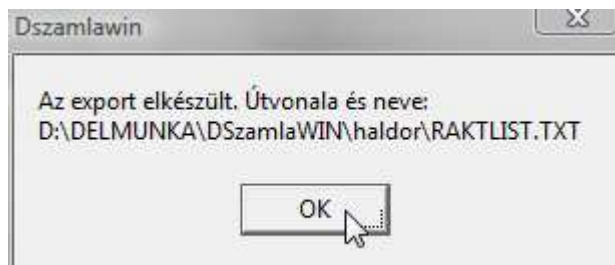 Dszamlawin
Az export elkészült. Útvonala és neve:
D:\DELMUNKA\DSzamlaWIN\haldor\RAKTLIST.TXT
OK